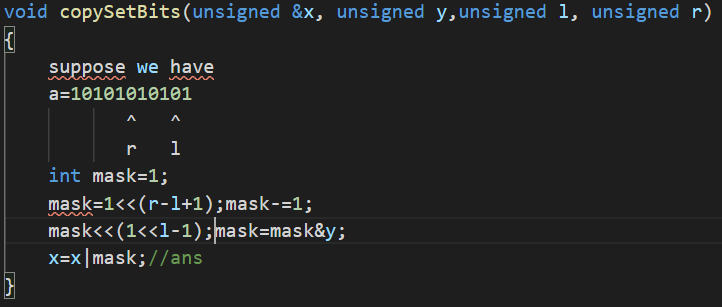 void copySetBits(unsigned &x, unsigned y,unsigned l, unsigned r)
{
    suppose we have
    a=10101010101
           ^   ^
           r   l
    int mask=1;
    mask=1<<(r-l+1);mask-=1;
    mask<<(1<<l-1);mask=mask&y;
    x=x|mask;//ans
}